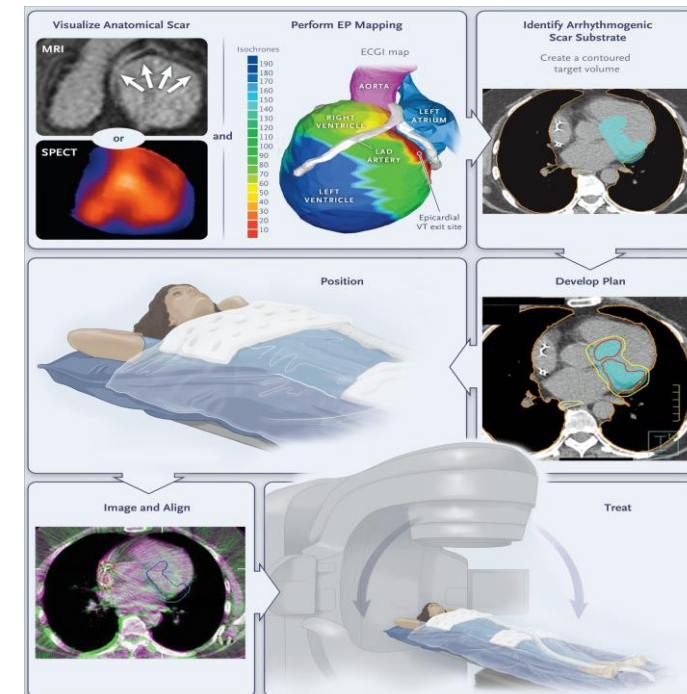 Visualize Anatomical Scar
MRI
or
SPECT
and
Perform EP Mapping
Isochrones
190
180
170
160
150
140
130
120
110
100
90
80
70
60
50
40
30
20
10
ECGI map
AORTA
LEFT
ATRIUM
RIGHT
VENTRICLE
LAD
ARTERY
LEFT
VENTRICLE
Epicardial
VT exit site
Identify Arrhythmogenic
Scar Substrate
Create a contoured
target volume
Develop Plan
Position
Image and Align
Treat